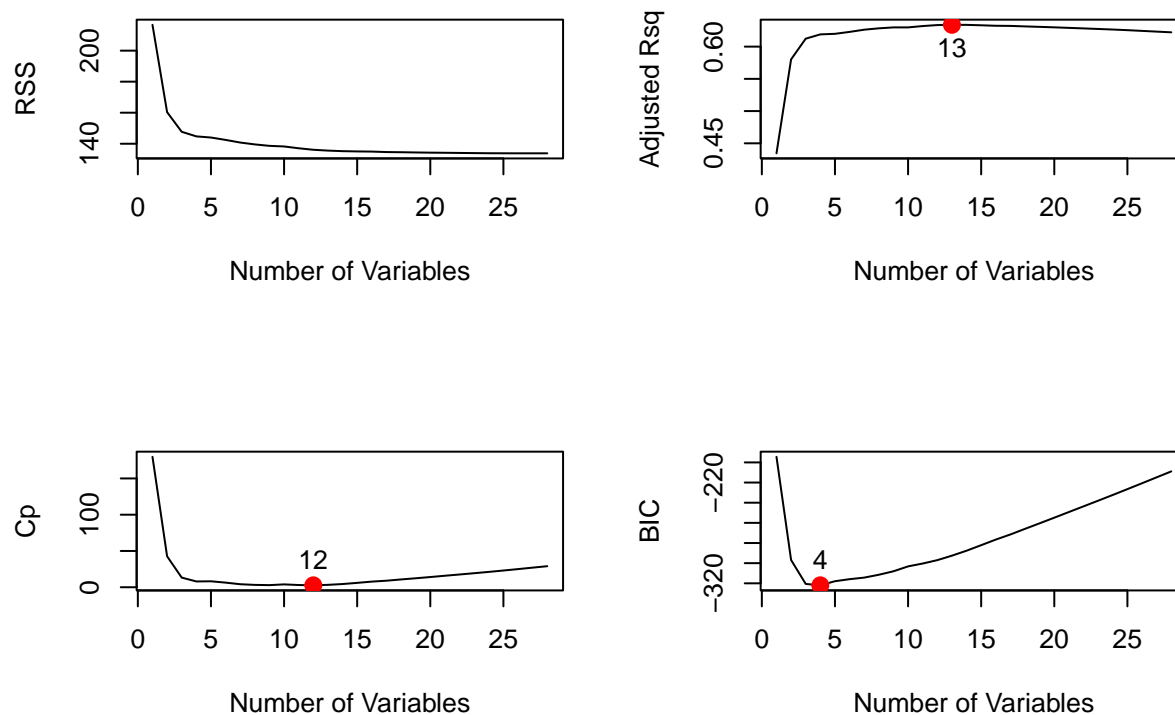 RSS
200
140
0 5 10 15 20 25
Number of Variables
Adjusted Rsq
0.60
0.45
13
0 5 10 15 20 25
Number of Variables
Cp
100
0
12
0 5 10 15 20 25
Number of Variables
BIC
−220
−320
4
0 5 10 15 20 25
Number of Variables